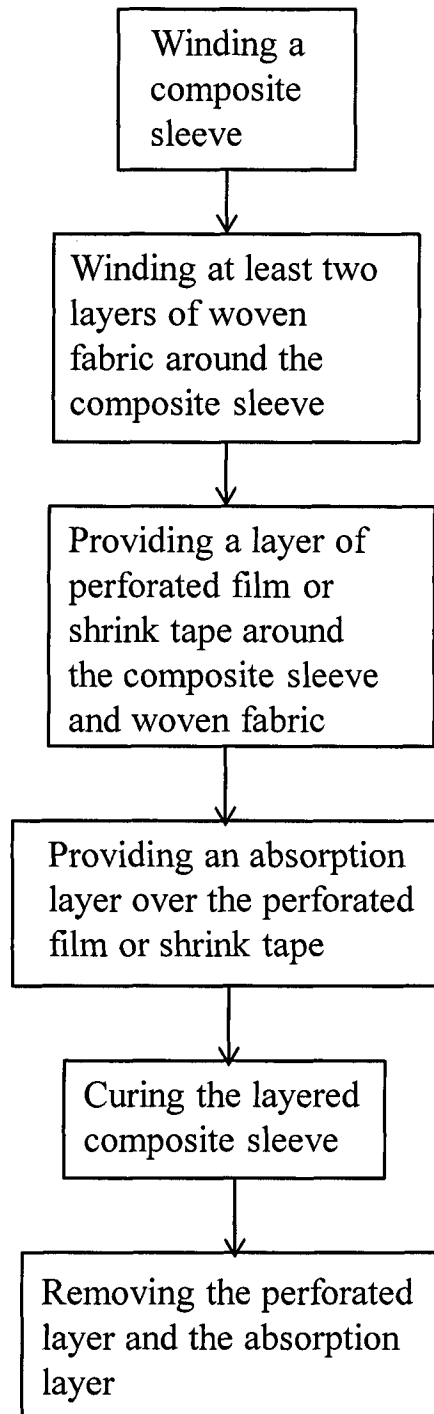 Winding a
composite
sleeve
Winding at least two
layers of woven
fabric around the
composite sleeve
Providing a layer of
perforated film or
shrink tape around
the composite sleeve
and woven fabric
Providing an absorption
layer over the perforated
film or shrink tape
Curing the layered
composite sleeve
Removing the perforated
layer and the absorption
layer